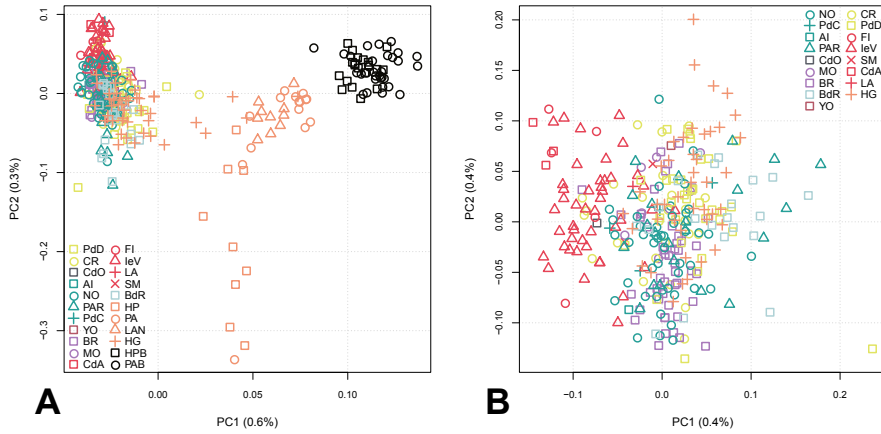 0.1
0.0
-0.1
-0.2
-0.3
PC2 (0.3%)
0.00
0.05
0.10
PC1 (0.6%)
PdD
CR
CdO
AI
NO
PAR
PdC
YO
BR
MO
CdA
FI
IeV
LA
SM
BdR
HP
PA
LAN
HG
HPB
PAB
A
0.20
0.15
0.10
0.05
0.00
−0.05
−0.10
PC2 (0.4%)
−0.1
0.0
0.1
0.2
PC1 (0.4%)
NO
PdC
AI
PAR
CdO
MO
BR
BdR
YO
CR
PdD
FI
IeV
SM
CdA
LA
HG
B